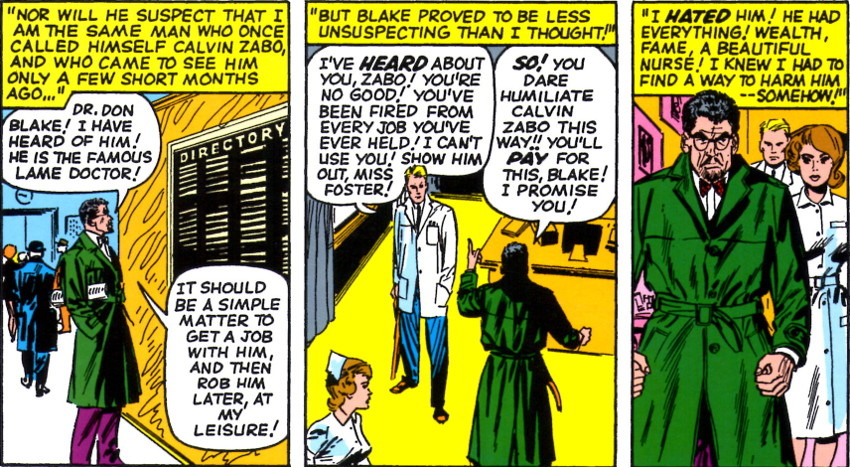 "NOR WILL HE SUSPECT THAT I
AM THE SAME MAN WHO ONCE
CALLED HIMSELF CALVIN ZABO,
AND WHO CAME TO SEE HIM
ONLY A FEW SHORT MONTHS
AGO..."
DR. DON
BLAKE! I HAVE
HEARD OF HIM!
HE IS THE FAMOUS
LAME DOCTOR!
DIRECTORY
IT SHOULD
BE A SIMPLE
MATTER TO
GET A JOB
WITH HIM,
AND THEN
ROB HIM
LATER, AT
MY
LEISURE!
"BUT BLAKE PROVED TO BE LESS
UNSUSPECTING THAN I THOUGHT!"
I'VE HEARD ABOUT
YOU, ZABO! YOU'RE
NO GOOD! YOU'VE
BEEN FIRED FROM
EVERY JOB YOU'VE
EVER HELD! I CAN'T
USE YOU! SHOW HIM
OUT, MISS
FOSTER!
SO! YOU
DARE
HUMILIATE
CALVIN
ZABO THIS
WAY!! YOU'LL
PAY FOR
THIS, BLAKE!
I PROMISE
YOU!
"I HATED HIM! HE HAD
EVERYTHING! WEALTH,
FAME, A BEAUTIFUL
NURSE! I KNEW I HAD TO
FIND A WAY TO HARM HIM
--SOMEHOW!"